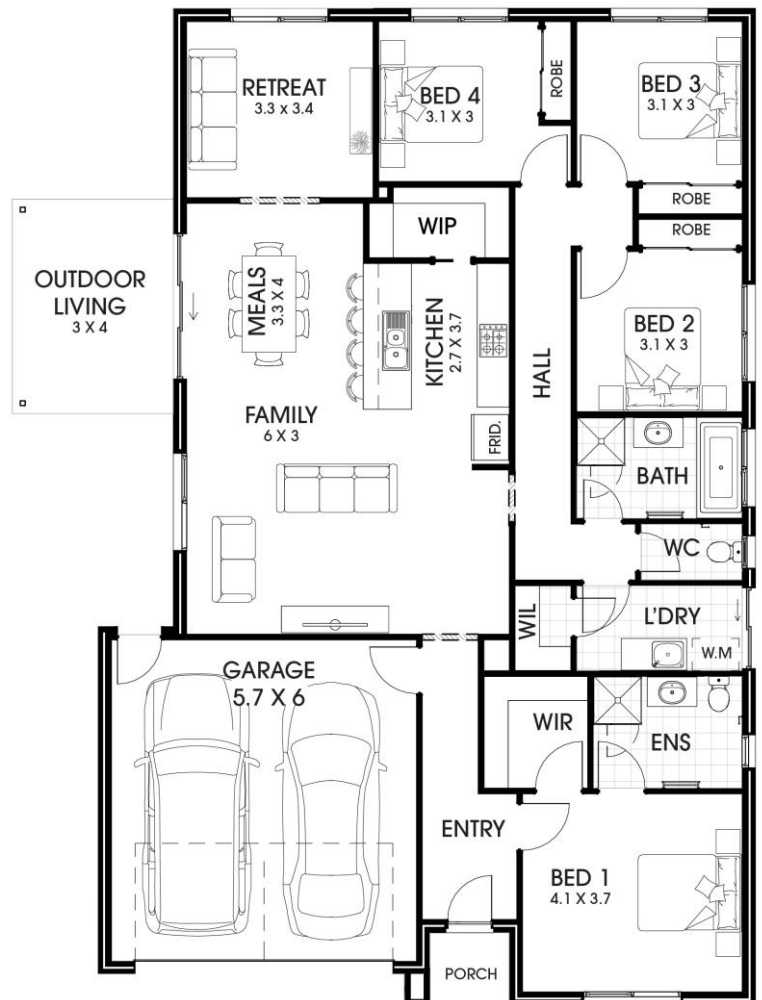 RETREAT
3.3 x 3.4
BED 4
3.1 X 3
ROBE
BED 3
3.1 X 3
ROBE
ROBE
WIP
OUTDOOR
LIVING
3 X 4
MEALS
3.3 X 4
KITCHEN
2.7 X 3.7
HALL
BED 2
3.1 X 3
FAMILY
6 X 3
FRID.
BATH
WC
WIL
L'DRY
W.M
GARAGE
5.7 X 6
WIR
ENS
ENTRY
BED 1
4.1 X 3.7
PORCH